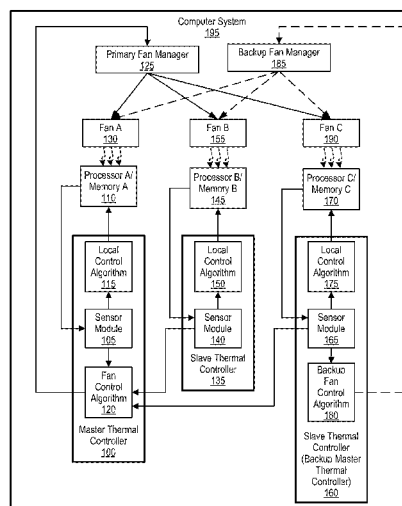 Computer System
195
Primary Fan Manager
125
Backup Fan Manager
185
Fan A
130
Fan B
155
Fan C
190
Processor A/
Memory A
110
Processor B/
Memory B
145
Processor C/
Memory C
170
Local Control
Algorithm
115
Local Control
Algorithm
150
Local Control
Algorithm
175
Sensor Module
105
Sensor Module
140
Sensor Module
165
Fan Control
Algorithm
120
Slave Thermal
Controller
135
Backup Fan
Control
Algorithm
180
Master Thermal
Controller
100
Slave Thermal
Controller
(Backup Master
Thermal
Controller)
160